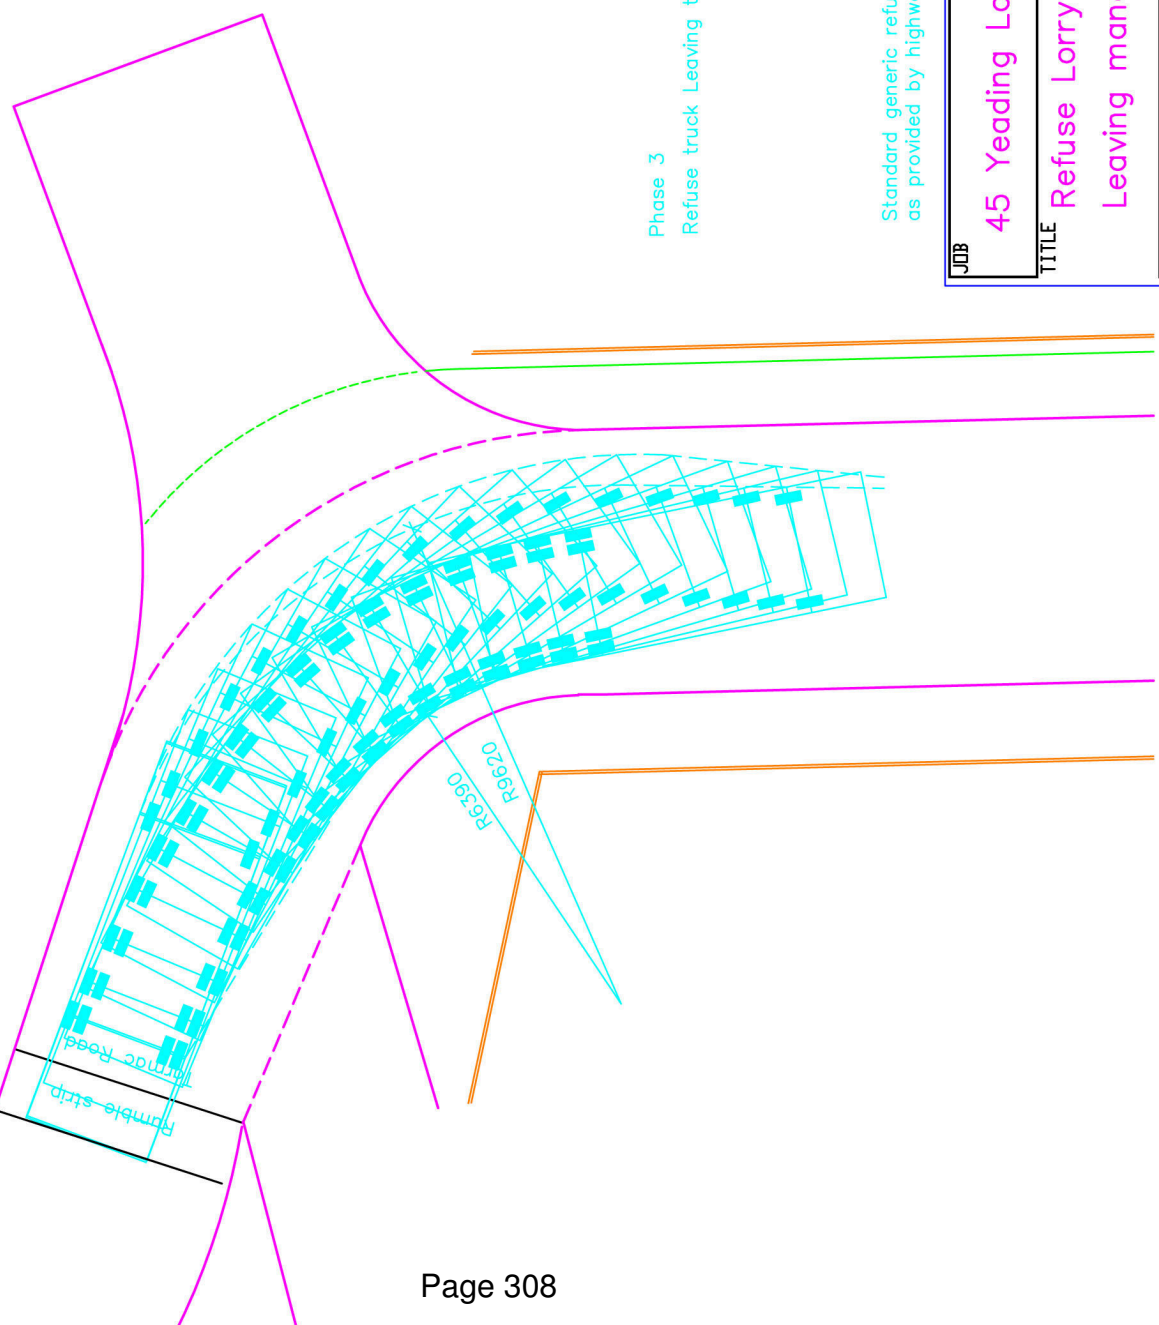 Phase 3
Refuse truck Leaving t
Standard generic refu
as provided by highw
JOB
45 Yeading La
TITLE
Refuse Lorry
Leaving man
R6390
R9620
rmac Road
Rumble strip
Page 308